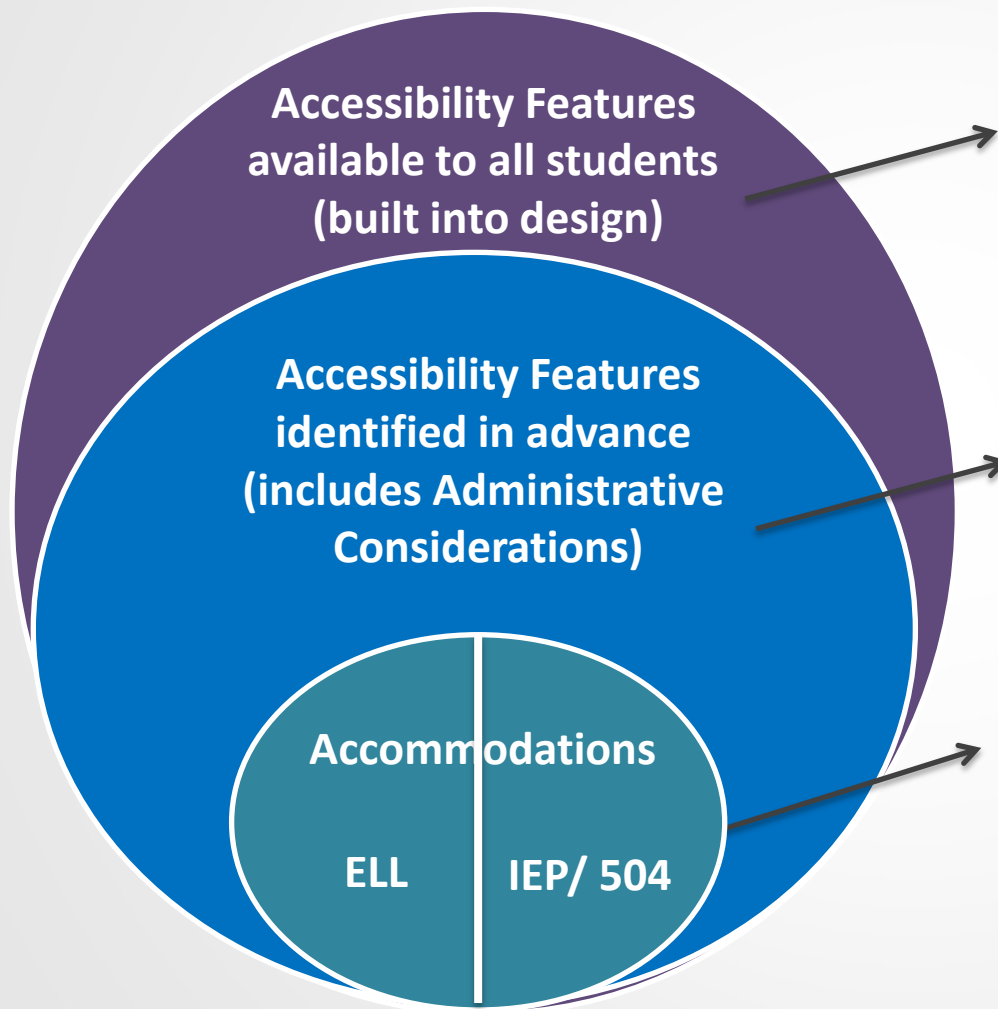 Accessibility Features
available to all students
(built into design)
Accessibility Features
identified in advance
(includes Administrative
Considerations)
Accommodations
ELL
IEP/ 504